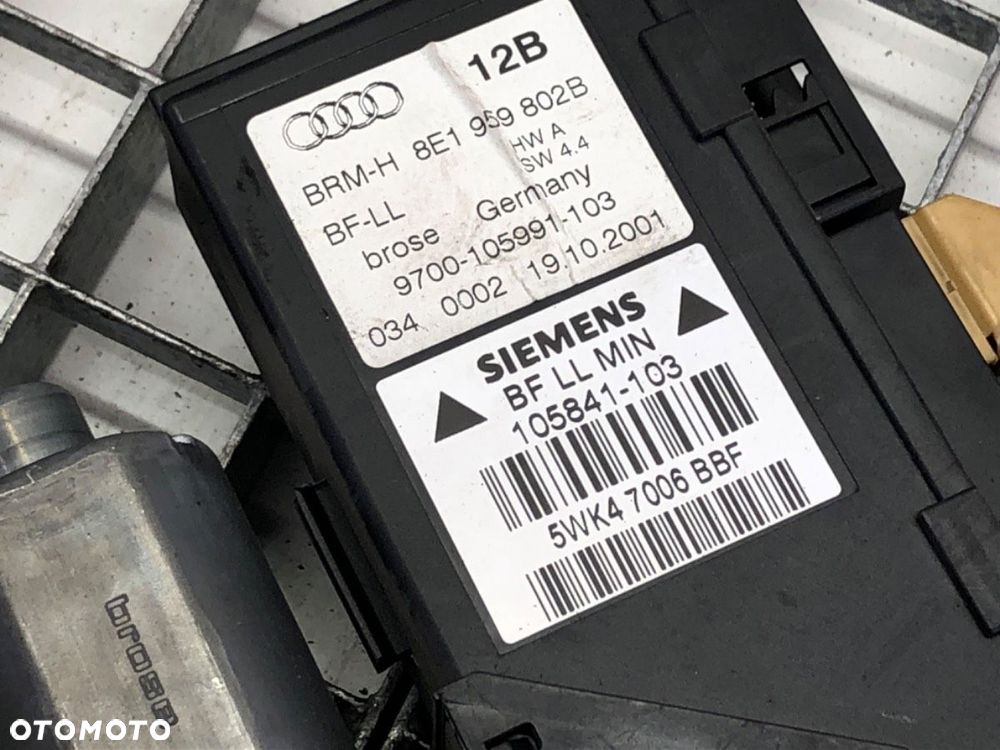 12B
BRM-H 8E1 959 802B
HW A
BF-LL SW 4.4
brose Germany
9700-105991-103
034 0002 19.10.2001
SIEMENS
BF LL MIN
105841-103
5WK4 7006 BBF
brose
OTOMOTO